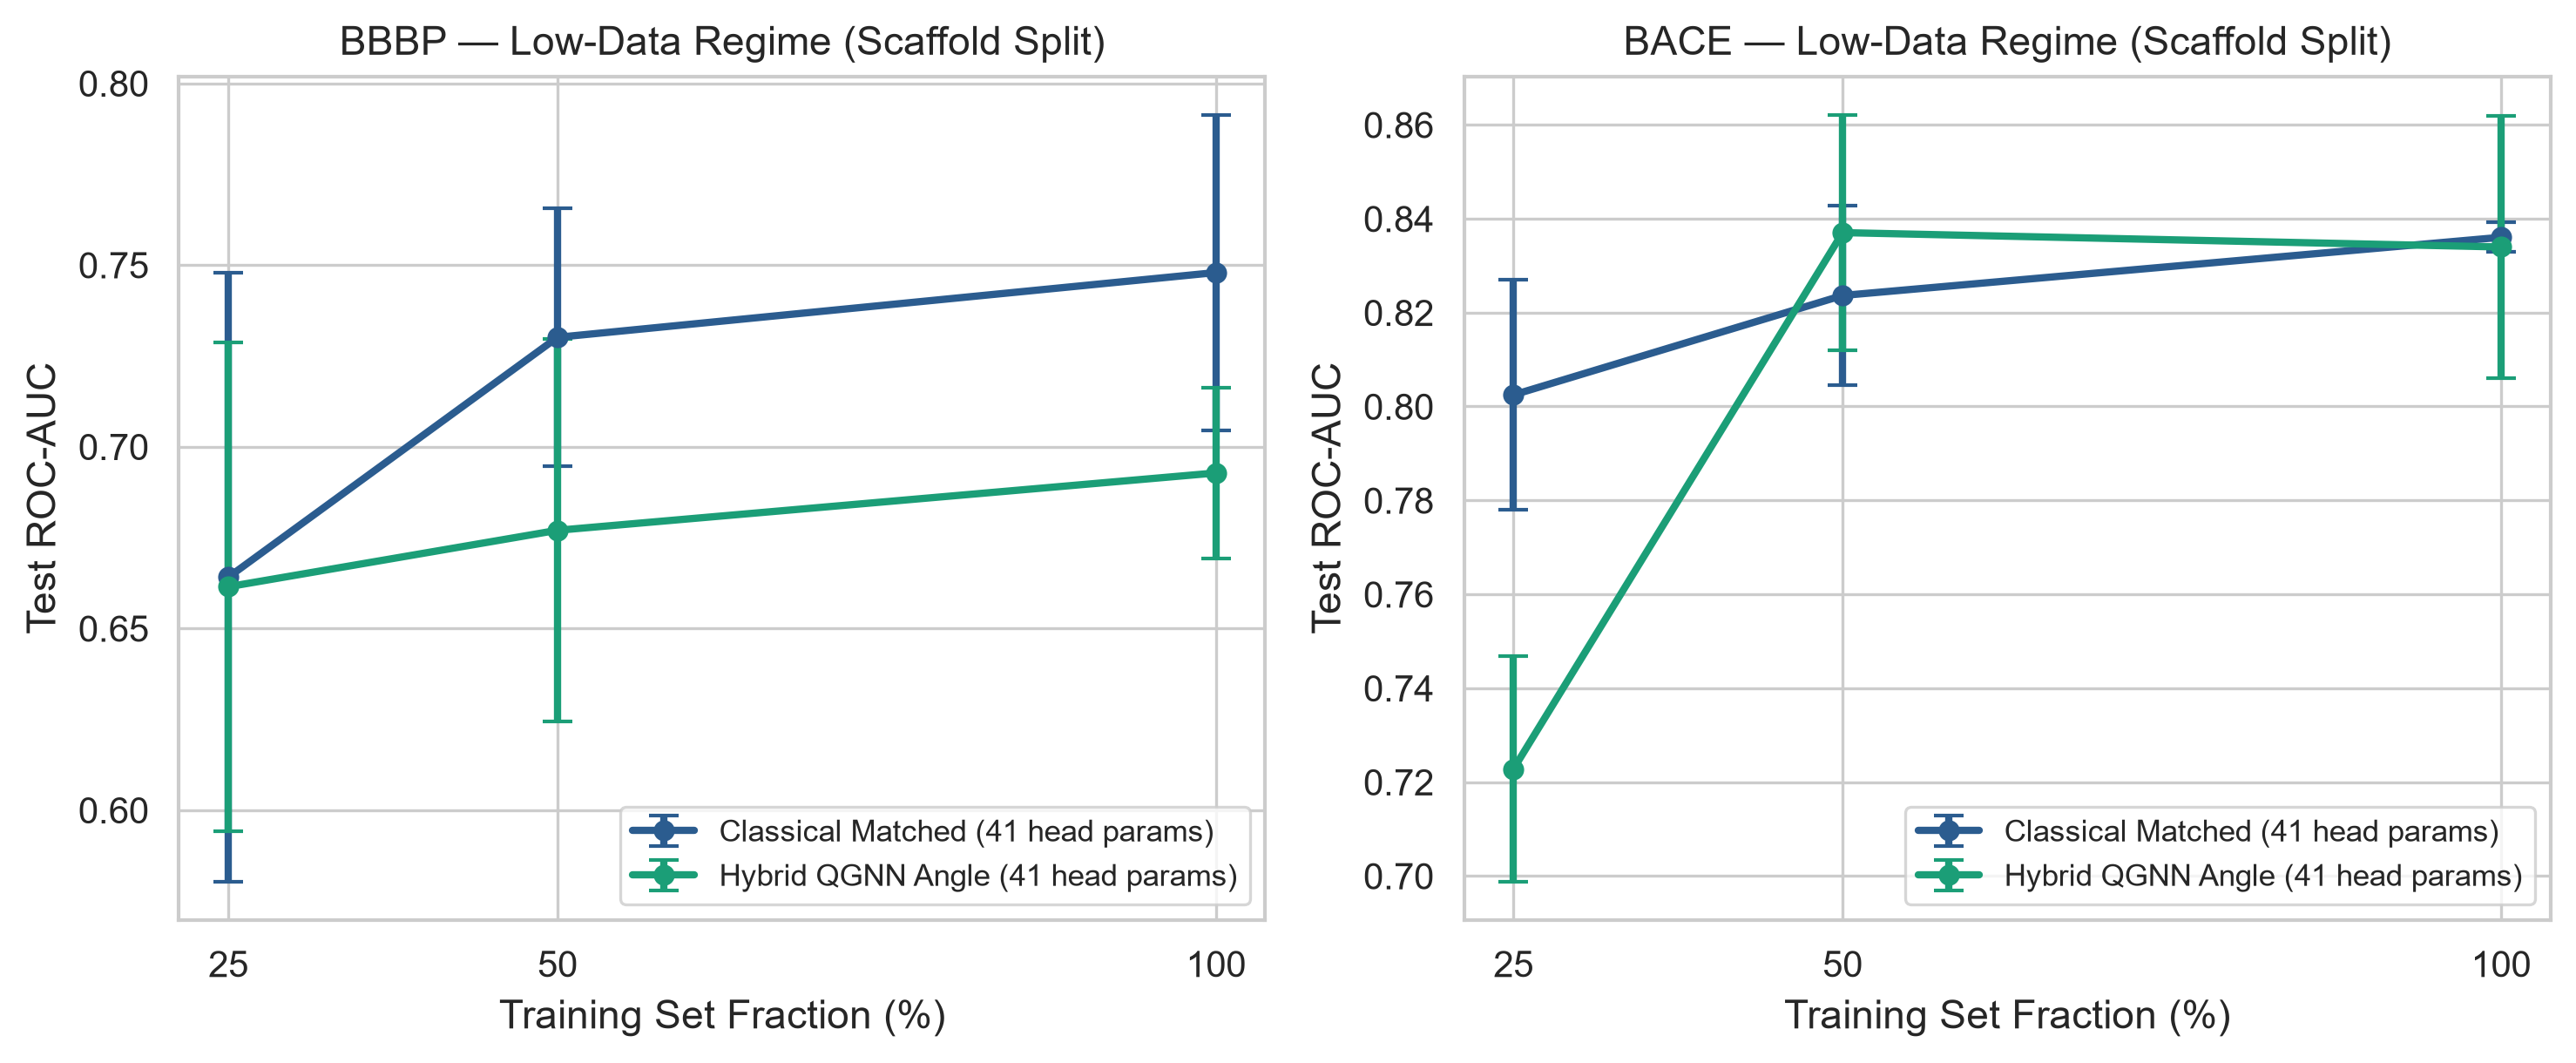 BBBP — Low-Data Regime (Scaffold Split)
0.80
0.75
0.70
0.65
0.60
Test ROC-AUC
25
50
100
Training Set Fraction (%)
Classical Matched (41 head params)
Hybrid QGNN Angle (41 head params)
BACE — Low-Data Regime (Scaffold Split)
0.86
0.84
0.82
0.80
0.78
0.76
0.74
0.72
0.70
Test ROC-AUC
25
50
100
Training Set Fraction (%)
Classical Matched (41 head params)
Hybrid QGNN Angle (41 head params)